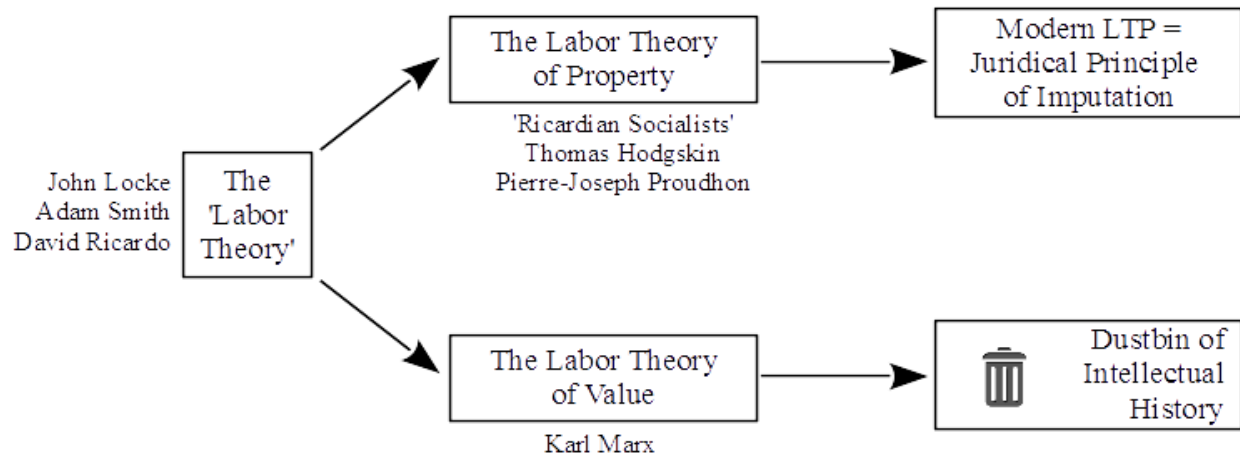 John Locke
Adam Smith
David Ricardo
The
'Labor
Theory'
The Labor Theory
of Property
'Ricardian Socialists'
Thomas Hodgskin
Pierre-Joseph Proudhon
Modern LTP =
Juridical Principle
of Imputation
The Labor Theory
of Value
Karl Marx
Dustbin of
Intellectual
History